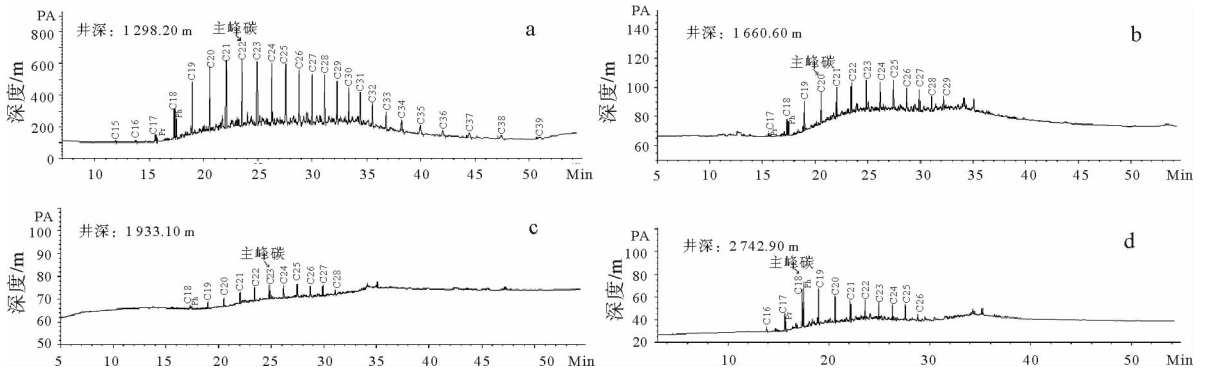 PA
800
600
400
200
0
深度/m
井深：1 298.20 m
主峰碳
a
C15
C16
C17
Pr
C18
Ph
C19
C20
C21
C22
C23
C24
C25
C26
C27
C28
C29
C30
C31
C32
C33
C34
C35
C36
C37
C38
C39
10 15 20 25 30 35 40 45 50 Min
PA
140
120
100
80
60
深度/m
井深：1 660.60 m
主峰碳
b
C17
Pr
C18
Ph
C19
C20
C21
C22
C23
C24
C25
C26
C27
C28
C29
5 10 15 20 25 30 35 40 45 50 Min
PA
100
90
80
70
60
50
深度/m
井深：1 933.10 m
主峰碳
c
C18
Ph
C19
C20
C21
C22
C23
C24
C25
C26
C27
C28
5 10 15 20 25 30 35 40 45 50 Min
PA
100
80
60
40
20
深度/m
井深：2 742.90 m
主峰碳
d
C16
C17
Pr
C18
Ph
C19
C20
C21
C22
C23
C24
C25
C26
10 20 30 40 50 Min